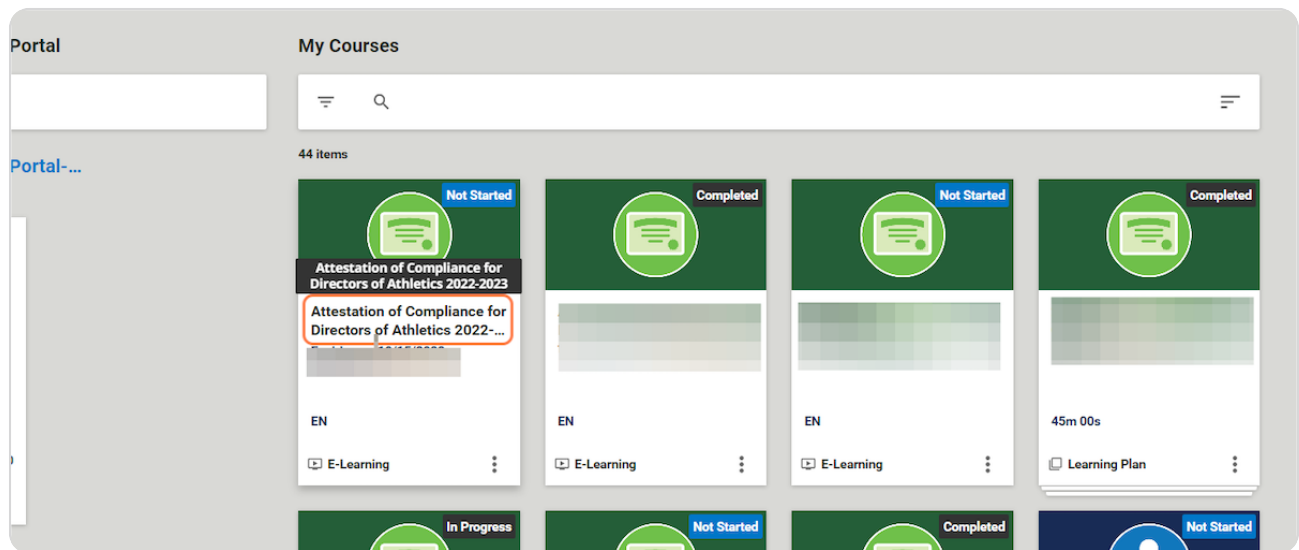 Portal
My Courses
44 items
Portal-...
Not Started
Completed
Not Started
Completed
Attestation of Compliance for
Directors of Athletics 2022-2023
Attestation of Compliance for
Directors of Athletics 2022-...
EN
EN
EN
45m 00s
E-Learning
E-Learning
E-Learning
Learning Plan
In Progress
Not Started
Completed
Not Started